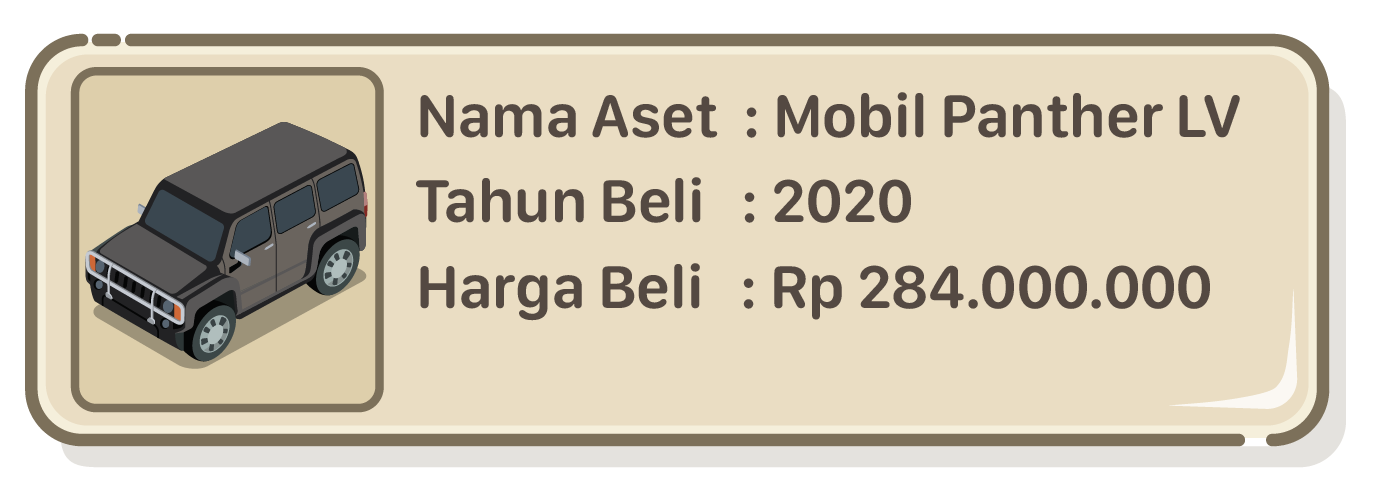 Nama Aset : Mobil Panther LV
Tahun Beli : 2020
Harga Beli : Rp 284.000.000